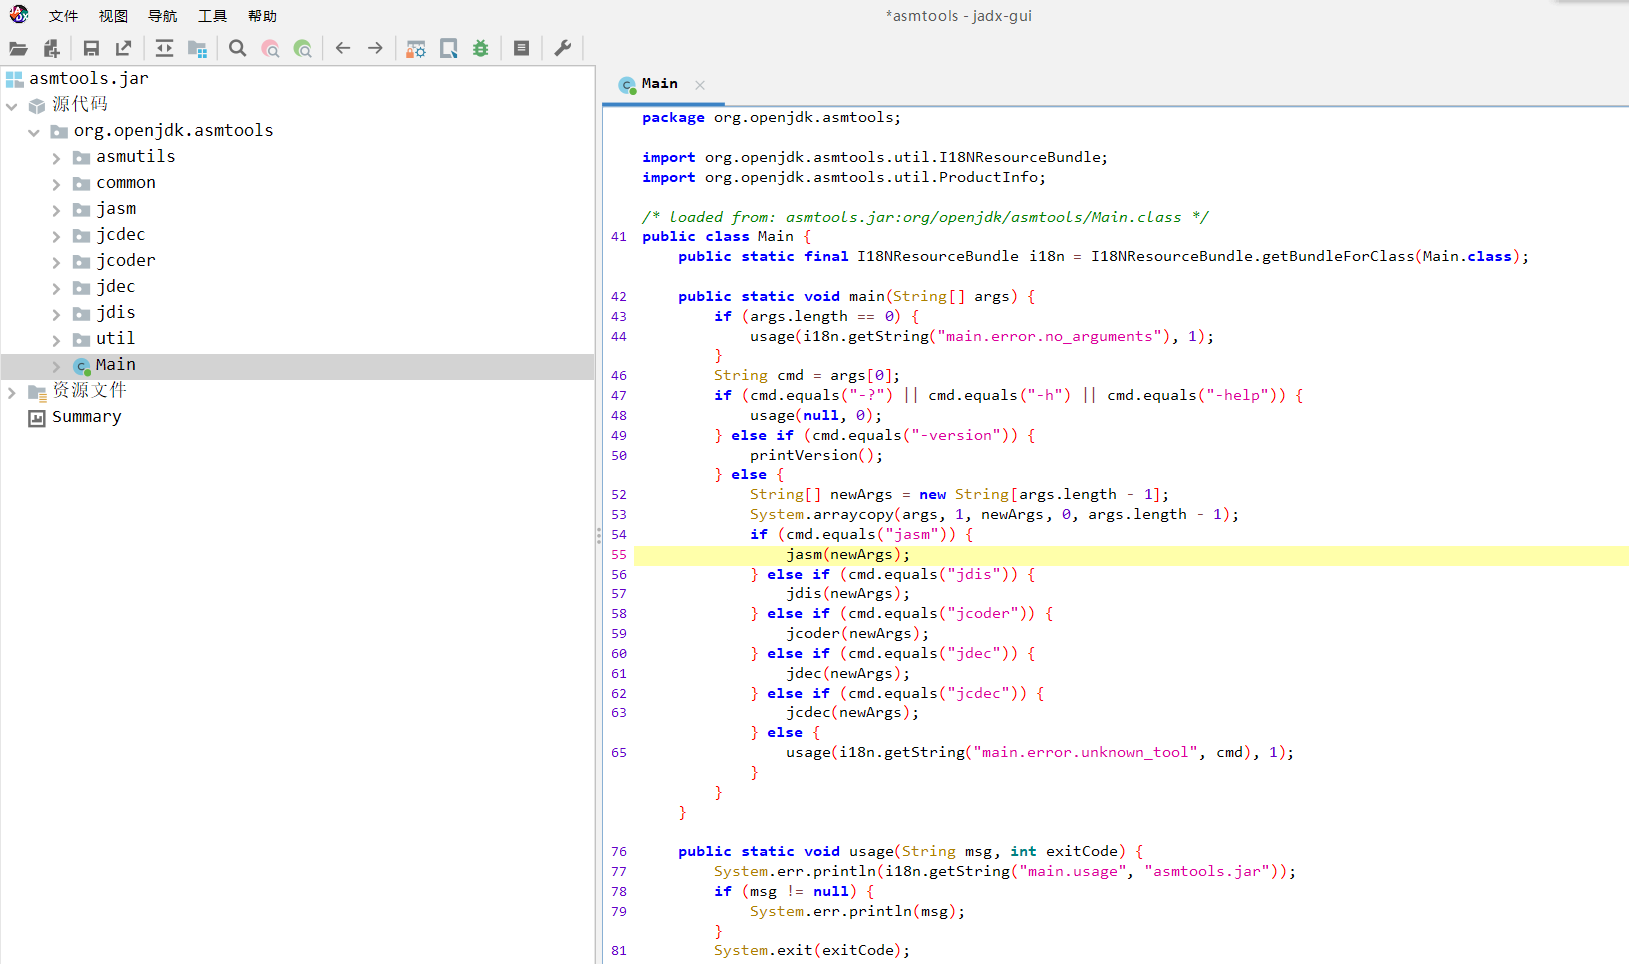 文件 视图 导航 工具 帮助
*asmtools - jadx-gui
asmtools.jar
源代码
org.openjdk.asmtools
asmutils
common
jasm
jcdec
jcoder
jdec
jdis
util
Main
资源文件
Summary
Main
package org.openjdk.asmtools;
import org.openjdk.asmtools.util.I18NResourceBundle;
import org.openjdk.asmtools.util.ProductInfo;
/* loaded from: asmtools.jar:org/openjdk/asmtools/Main.class */
41 public class Main {
public static final I18NResourceBundle i18n = I18NResourceBundle.getBundleForClass(Main.class);
42 public static void main(String[] args) {
43 if (args.length == 0) {
44 usage(i18n.getString("main.error.no_arguments"), 1);
}
46 String cmd = args[0];
47 if (cmd.equals("-?") || cmd.equals("-h") || cmd.equals("-help")) {
48 usage(null, 0);
49 } else if (cmd.equals("-version")) {
50 printVersion();
} else {
52 String[] newArgs = new String[args.length - 1];
53 System.arraycopy(args, 1, newArgs, 0, args.length - 1);
54 if (cmd.equals("jasm")) {
55 jasm(newArgs);
56 } else if (cmd.equals("jdis")) {
57 jdis(newArgs);
58 } else if (cmd.equals("jcoder")) {
59 jcoder(newArgs);
60 } else if (cmd.equals("jdec")) {
61 jdec(newArgs);
62 } else if (cmd.equals("jcdec")) {
63 jcdec(newArgs);
} else {
65 usage(i18n.getString("main.error.unknown_tool", cmd), 1);
}
}
}
76 public static void usage(String msg, int exitCode) {
77 System.err.println(i18n.getString("main.usage", "asmtools.jar"));
78 if (msg != null) {
79 System.err.println(msg);
}
81 System.exit(exitCode);